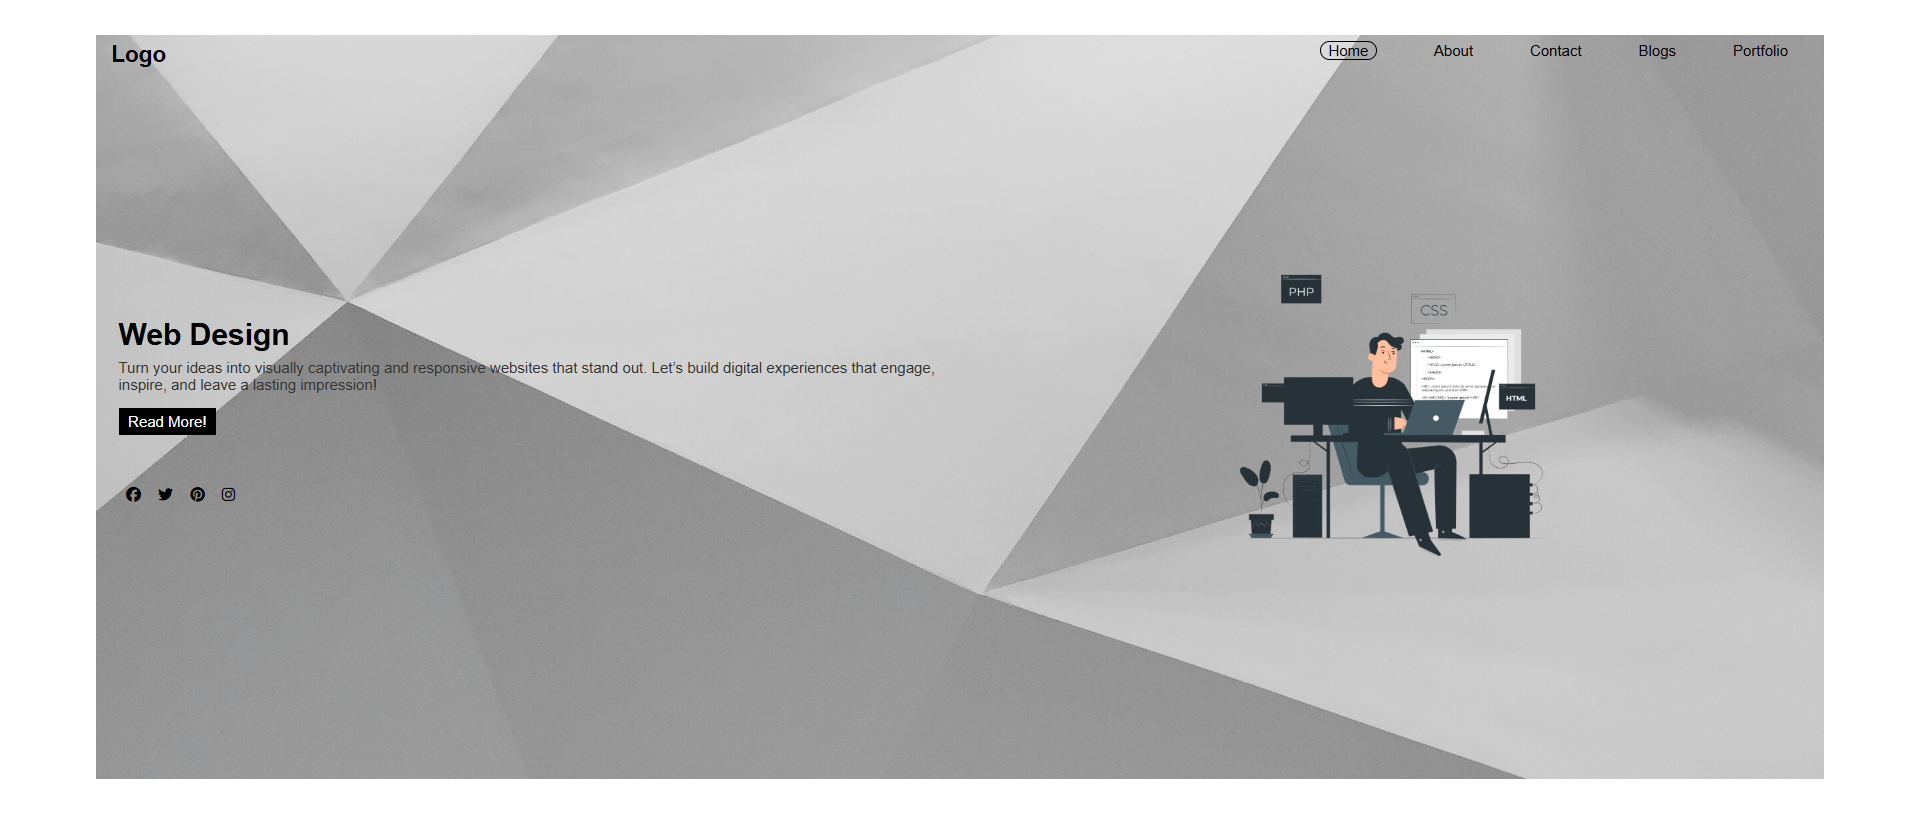 Logo
Home About Contact Blogs Portfolio
PHP
CSS
HTML
Web Design
Turn your ideas into visually captivating and responsive websites that stand out. Let's build digital experiences that engage,
inspire, and leave a lasting impression!
Read More!